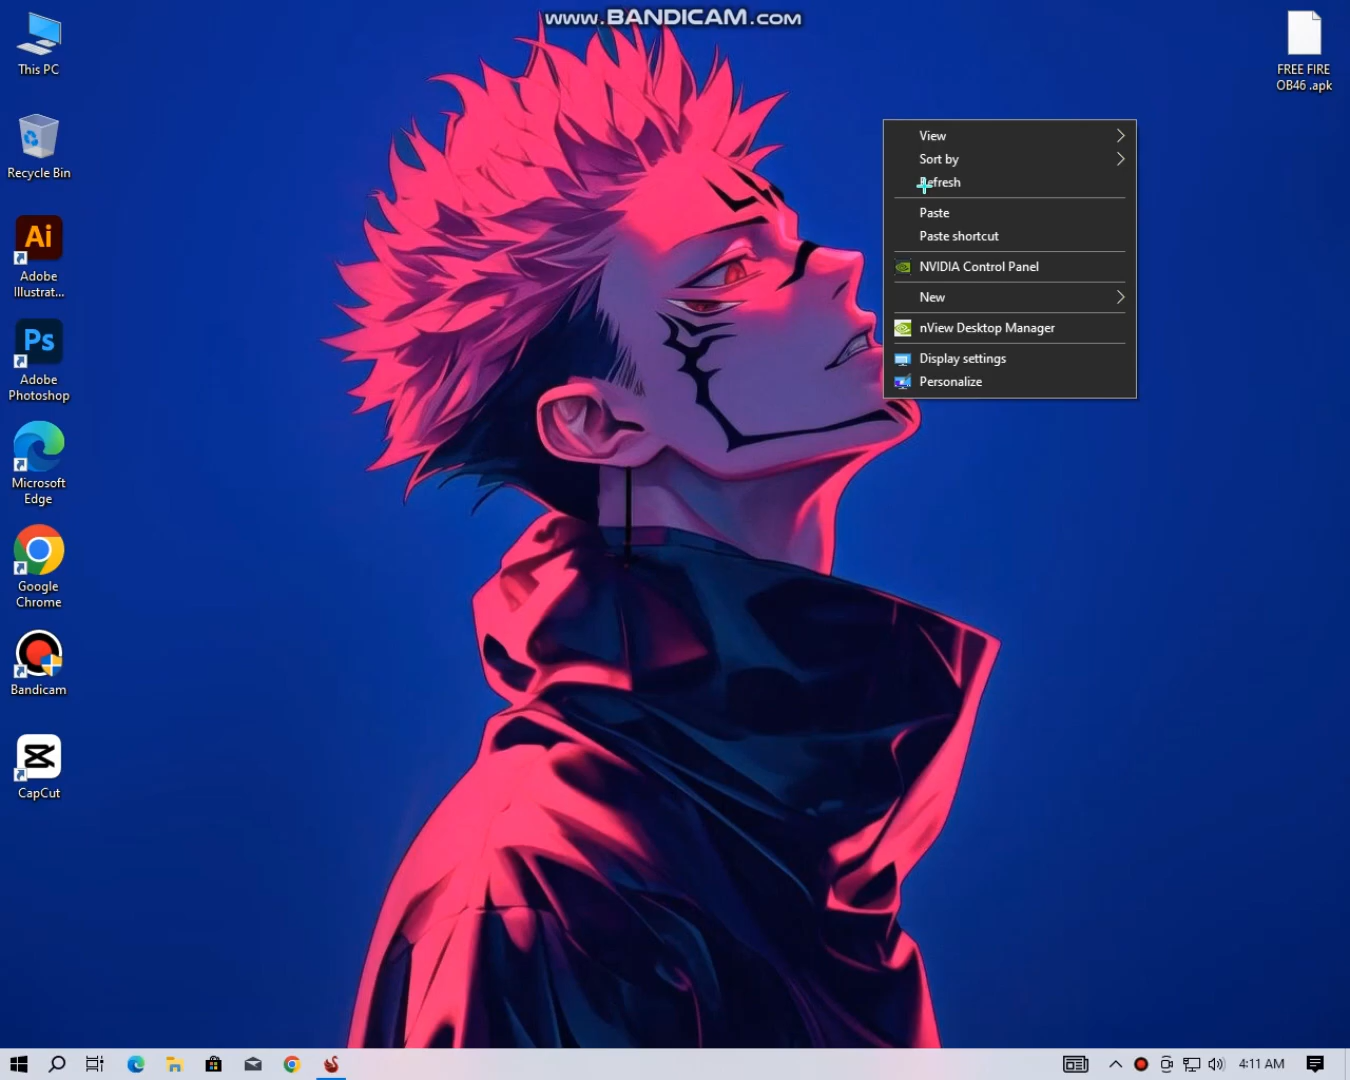 www.BANDICAM.com
This PC
Recycle Bin
Ai
Adobe
Illustrat...
Ps
Adobe
Photoshop
Microsoft
Edge
Google
Chrome
Bandicam
CapCut
FREE FIRE
OB46 .apk
View
Sort by
Refresh
Paste
Paste shortcut
NVIDIA Control Panel
New
nView Desktop Manager
Display settings
Personalize
4:11 AM